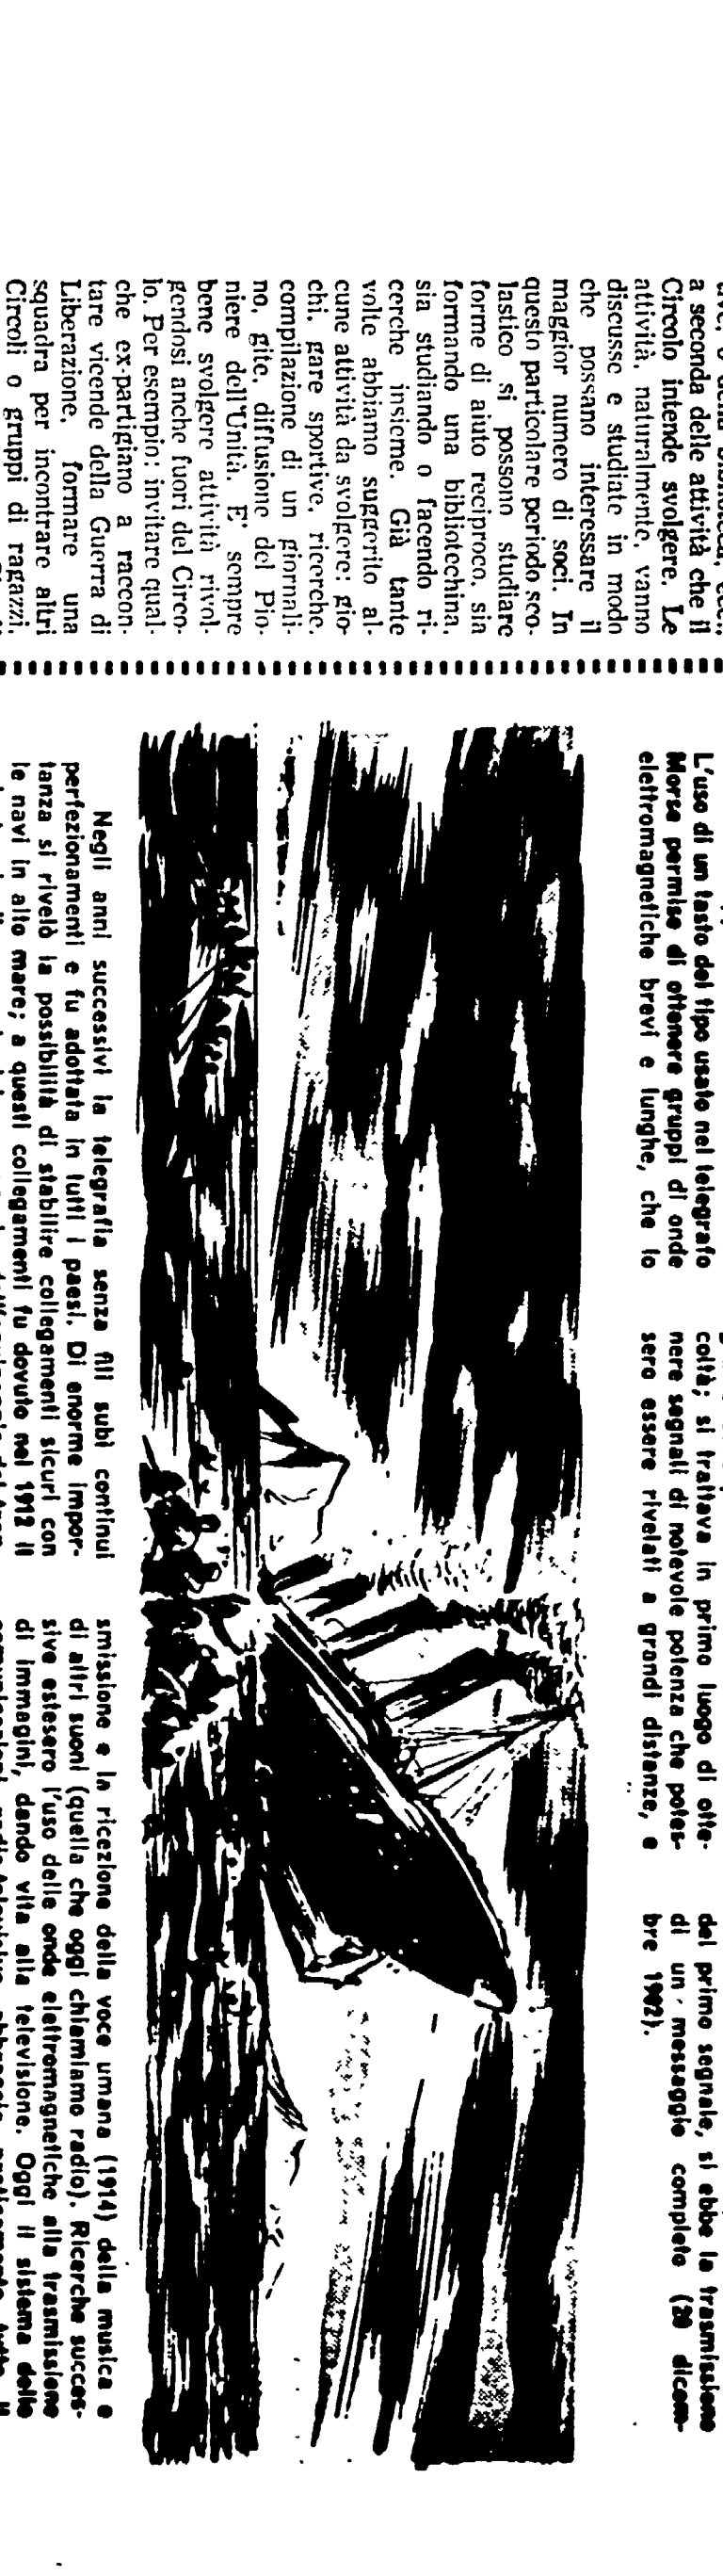 a seconda delle attività che il
Circolo intende svolgere. Le
attività, naturalmente, vanno
discusse e studiate in modo
che possano interessare il
maggior numero di soci. In
questo particolare periodo sco-
lastico si possono studiare
forme di aiuto reciproco, sia
formando una bibliotechina,
sia studiando o facendo ri-
cerche insieme. Già tante
volte abbiamo suggerito al-
cune attività da svolgere: gio-
chi, gare sportive, ricerche,
compilazione di un giornali-
no, gite, diffusione del Pio-
niere dell'Unità. E' sempre
bene svolgere attività rivol-
gendosi anche fuori del Circo-
lo. Per esempio: invitare qual-
che ex-partigiano a raccon-
tare vicende della Guerra di
Liberazione, formare una
squadra per incontrare altri
Circoli o gruppi di ragazzi,
L'uso di un tasto del tipo usato nel telegrafo
Morse permise di ottenere gruppi di onde
elettromagnetiche brevi e lunghe, che lo
coltà; si trattava in primo luogo di otte-
nere segnali di notevole potenza che potes-
sero essere rivelati a grandi distanze, e
del primo segnale, si ebbe la trasmissione
di un messaggio completo (20 dicem-
bre 1902).
Negli anni successivi la telegrafia senza fili subì continui
perfezionamenti e fu adottata in tutti i paesi. Di enorme impor-
tanza si rivelò la possibilità di stabilire collegamenti sicuri con
le navi in alto mare; a questi collegamenti fu dovuto nel 1912 il
smissione e la ricezione della voce umana (1914) della musica e
di altri suoni (quella che oggi chiamiamo radio). Ricerche succes-
sive estesero l'uso delle onde elettromagnetiche alla trasmissione
di immagini, dando vita alla televisione. Oggi il sistema delle